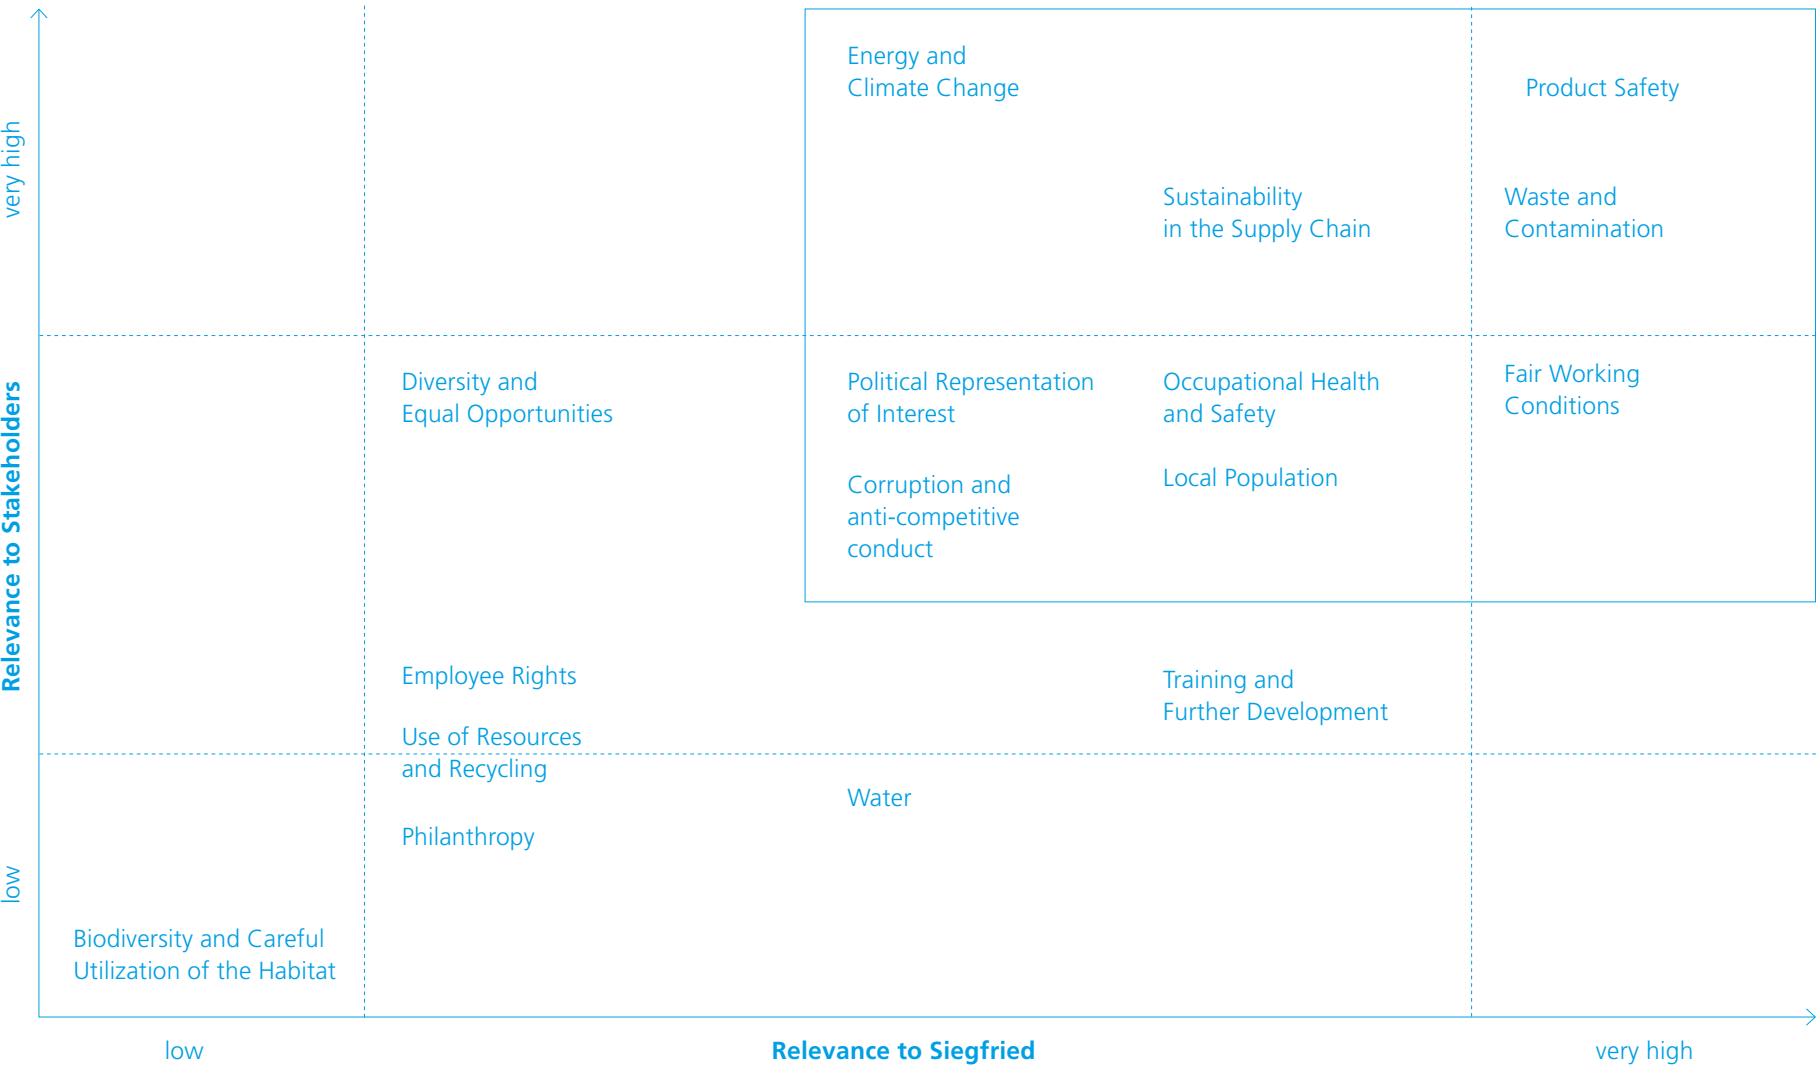 Relevance to Stakeholders
very high
low
Energy and
Climate Change
Product Safety
Sustainability
in the Supply Chain
Waste and
Contamination
Diversity and
Equal Opportunities
Political Representation
of Interest
Occupational Health
and Safety
Fair Working
Conditions
Corruption and
anti-competitive
conduct
Local Population
Employee Rights
Training and
Further Development
Use of Resources
and Recycling
Water
Philanthropy
Biodiversity and Careful
Utilization of the Habitat
low
Relevance to Siegfried
very high